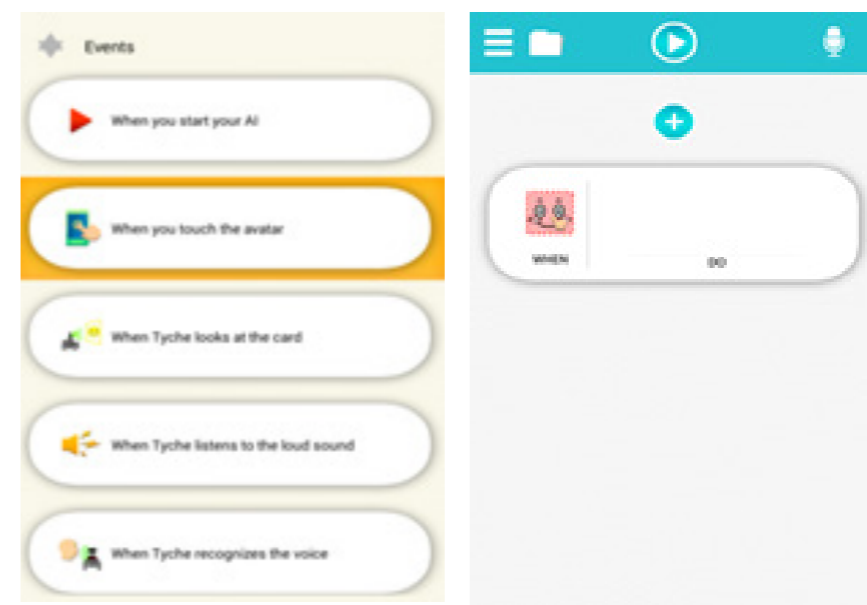 Events
When you start your AI
When you touch the avatar
When Tyche looks at the card
When Tyche listens to the loud sound
When Tyche recognizes the voice
WHEN
DO